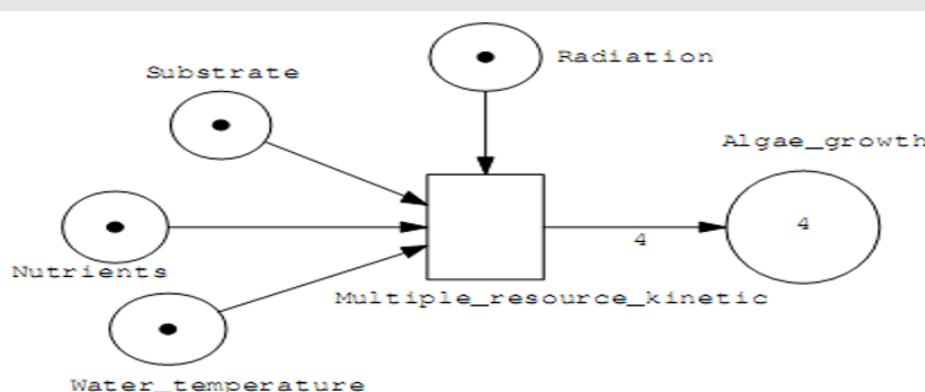 Radiation
Substrate
Algae_growth
4
4
Nutrients
Multiple_resource_kinetic
Water_temperature